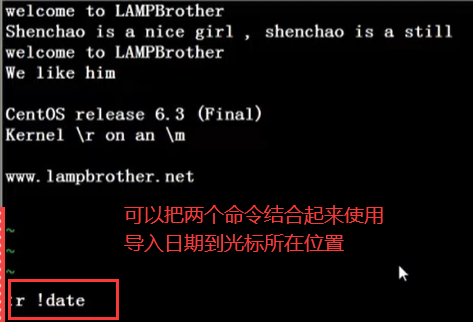 welcome to LAMPBrother
Shenchao is a nice girl , shenchao is a still
welcome to LAMPBrother
We like him
CentOS release 6.3 (Final)
Kernel \r on an \m
www.lampbrother.net
可以把两个命令结合起来使用
导入日期到光标所在位置
~
~
~
:r !date